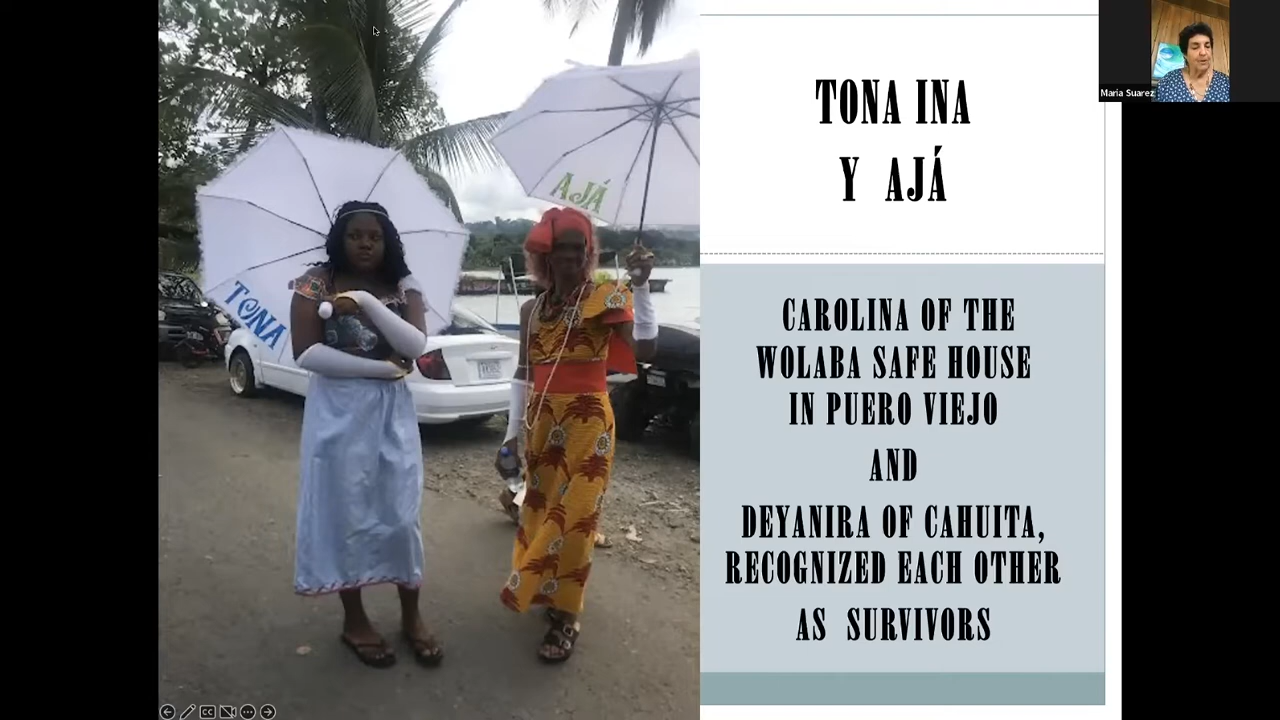 TONA INA
Y AJÁ
CAROLINA OF THE
WOLABA SAFE HOUSE
IN PUERO VIEJO
AND
DEYANIRA OF CAHUITA,
RECOGNIZED EACH OTHER
AS SURVIVORS
AJÁ
TONA
Maria Suarez
CC